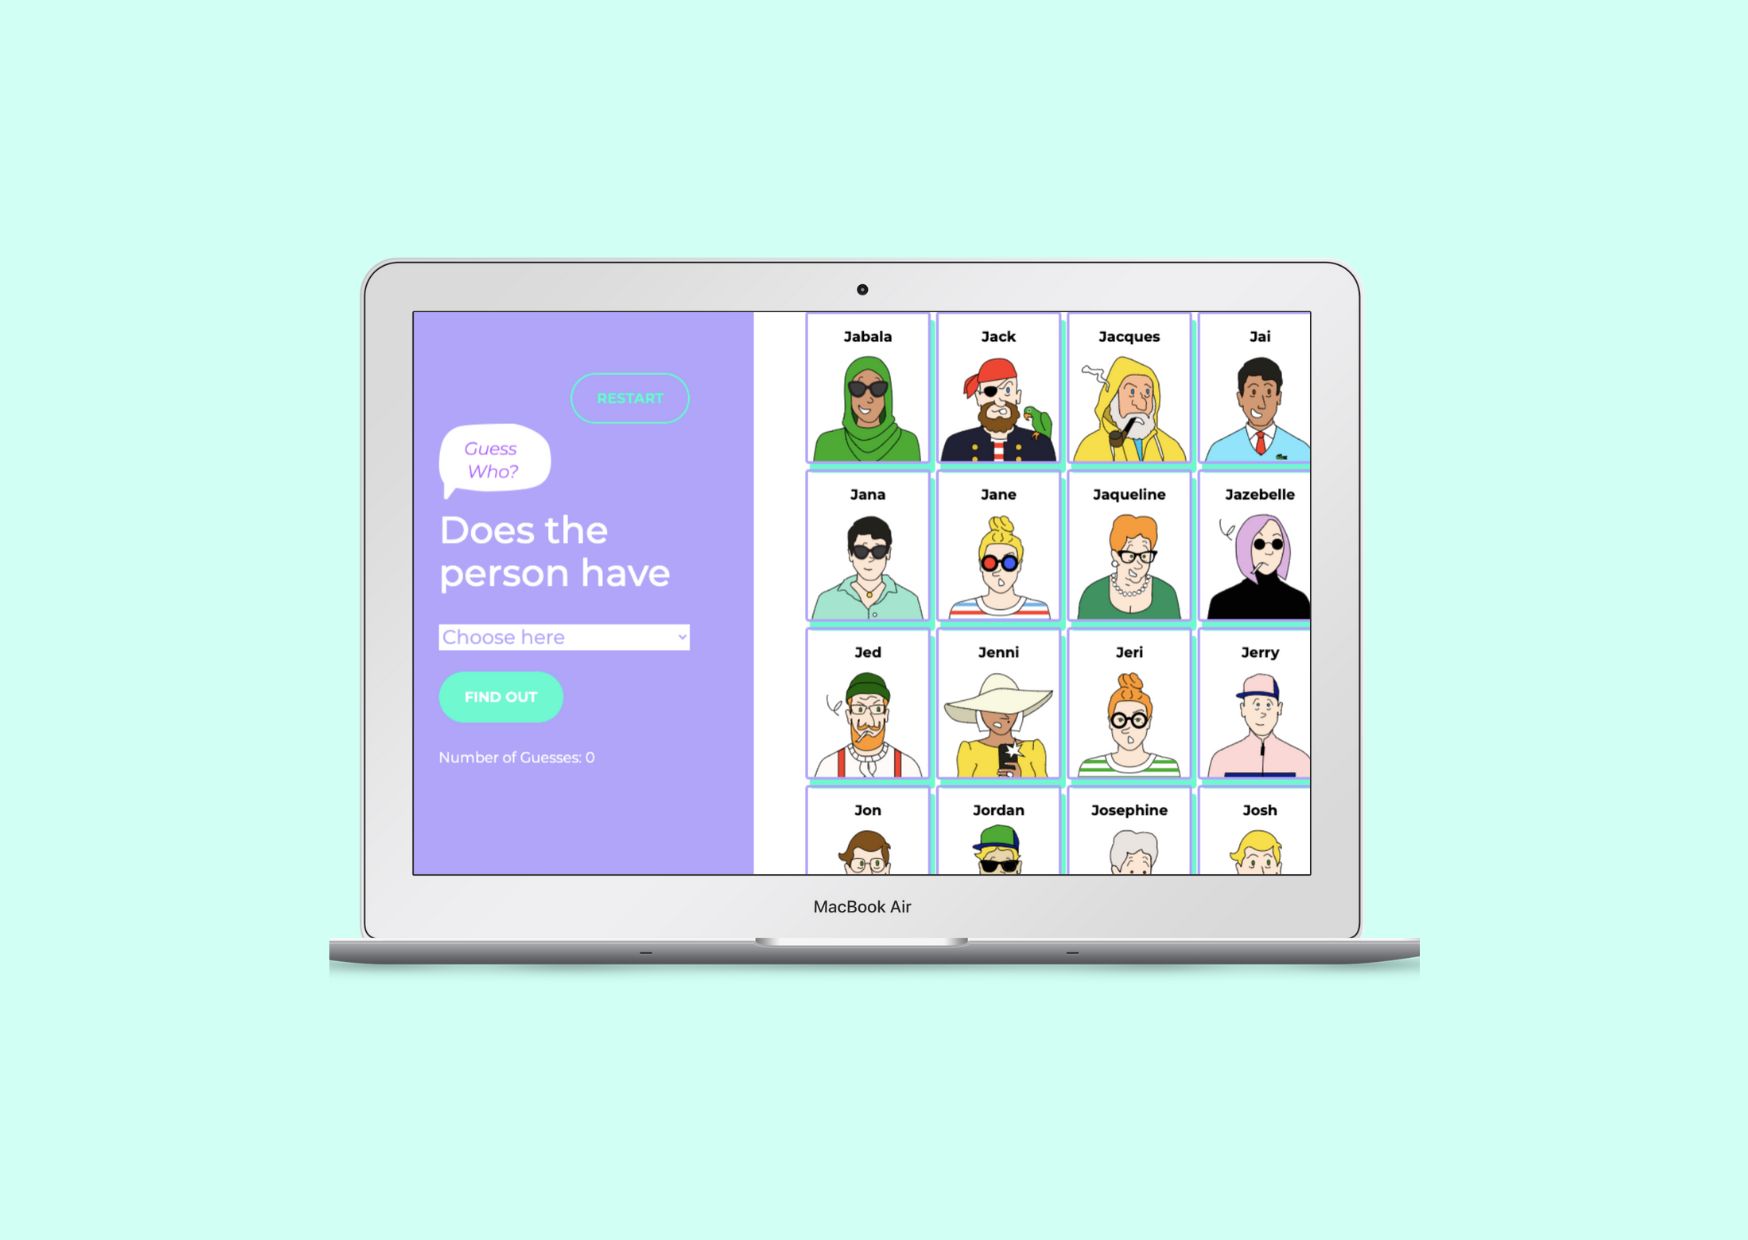 RESTART
Guess
Who?
Does the
person have
Choose here
FIND OUT
Number of Guesses: 0
Jabala
Jack
Jacques
Jai
Jana
Jane
Jaqueline
Jazebelle
Jed
Jenni
Jeri
Jerry
Jon
Jordan
Josephine
Josh
MacBook Air